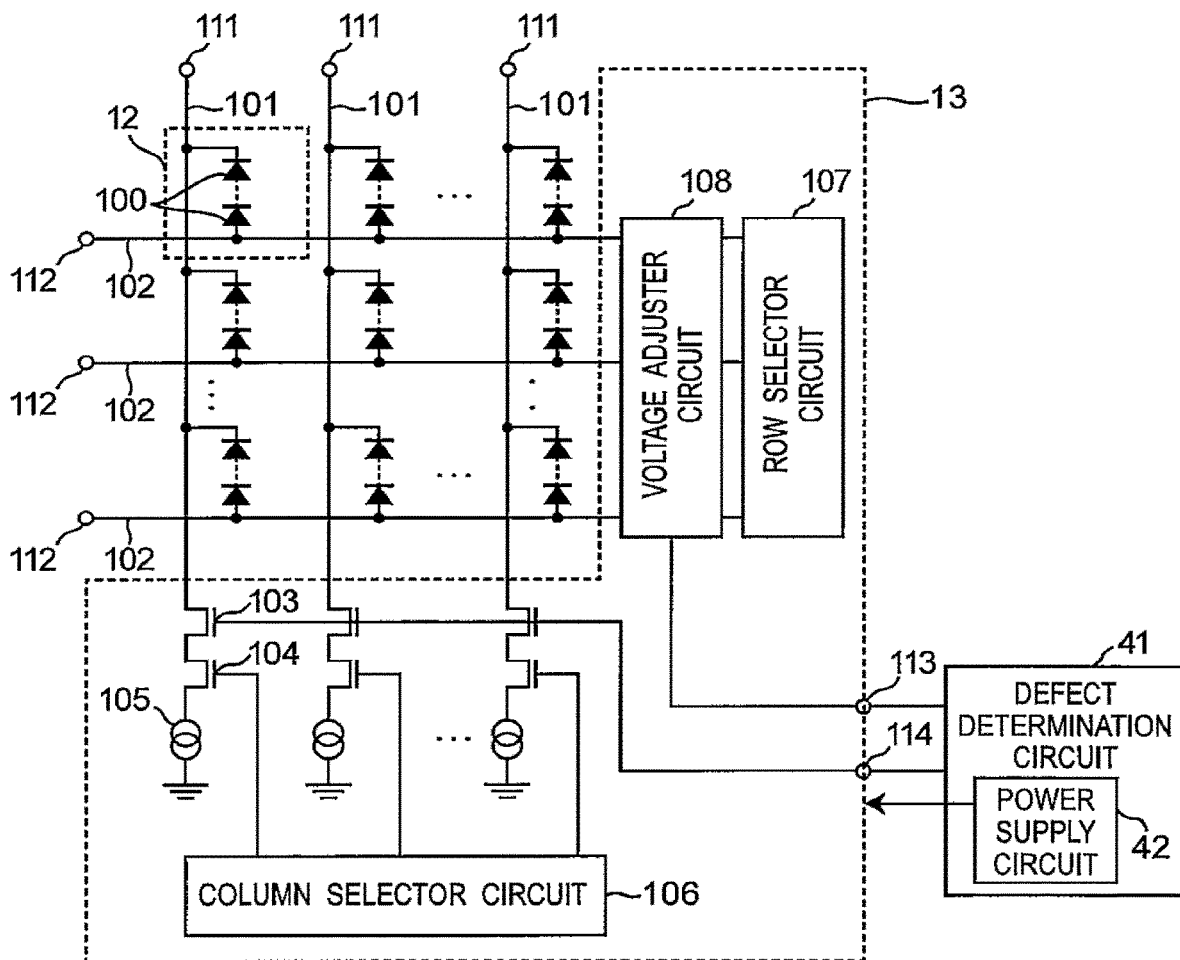 111 111 111
101 101 101 13
12
108 107
100
112 102
VOLTAGE ADJUSTER
CIRCUIT
ROW SELECTOR
CIRCUIT
112 102
112 102
103
104
105
41
113
DEFECT
DETERMINATION
CIRCUIT
114
POWER
SUPPLY
CIRCUIT
42
COLUMN SELECTOR CIRCUIT
106